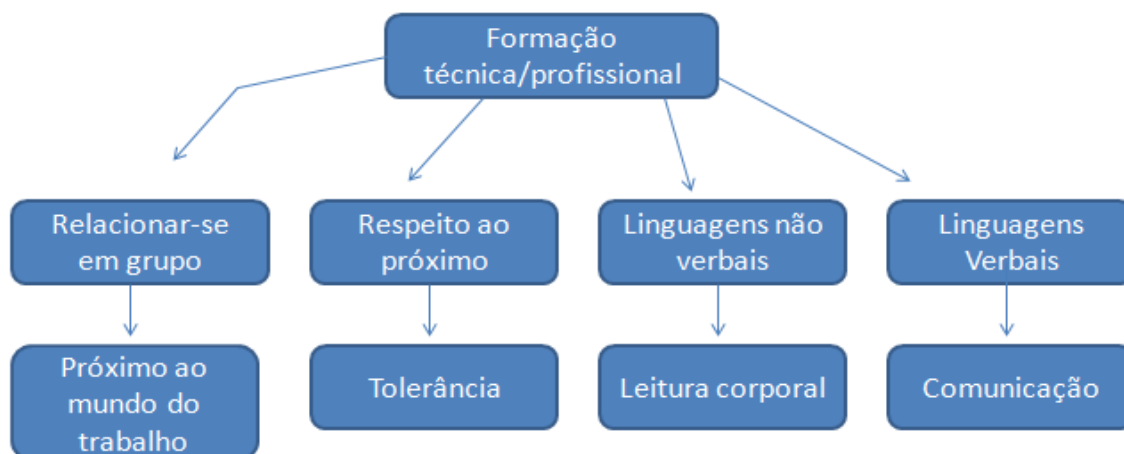 Formação
técnica/profissional
Relacionar-se
em grupo
Respeito ao
próximo
Linguagens não
verbais
Linguagens
Verbais
Próximo ao
mundo do
trabalho
Tolerância
Leitura corporal
Comunicação